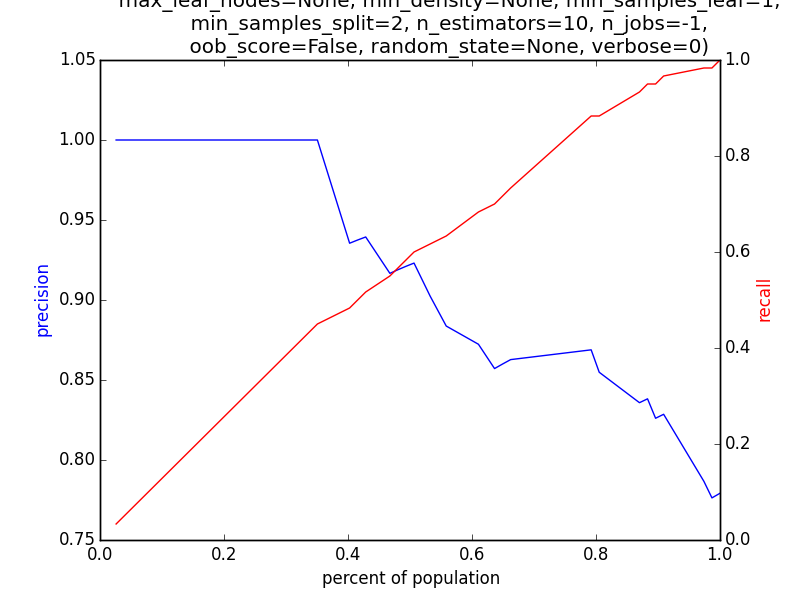 max_leaf_nodes=None, min_density=None, min_samples_leaf=1,
min_samples_split=2, n_estimators=10, n_jobs=-1,
oob_score=False, random_state=None, verbose=0)
1.05
1.00
0.95
0.90
0.85
0.80
0.75
precision
1.0
0.8
0.6
0.4
0.2
0.0
recall
0.0 0.2 0.4 0.6 0.8 1.0
percent of population